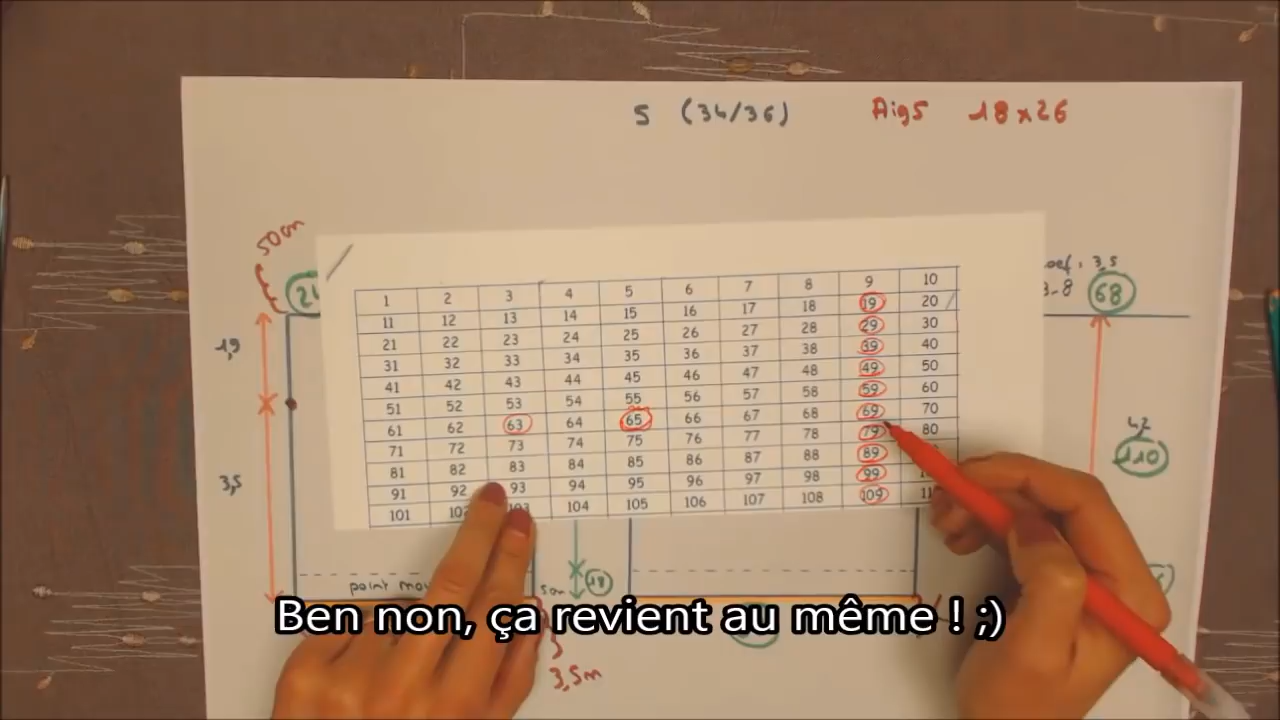 S (34/36) Aig5 18x26
50cm
3,5
3-8 68
1 2 3 4 5 6 7 8 9 10
11 12 13 14 15 16 17 18 19 20
21 22 23 24 25 26 27 28 29 30
31 32 33 34 35 36 37 38 39 40
41 42 43 44 45 46 47 48 49 50
51 52 53 54 55 56 57 58 59 60
61 62 63 64 65 66 67 68 69 70
71 72 73 74 75 76 77 78 79 80
81 82 83 84 85 86 87 88 89
91 92 93 94 95 96 97 98 99
101 104 105 106 107 108 109
1,9
3,5
47
110
point
18
Ben non, ça revient au même ! ;)
3,5m